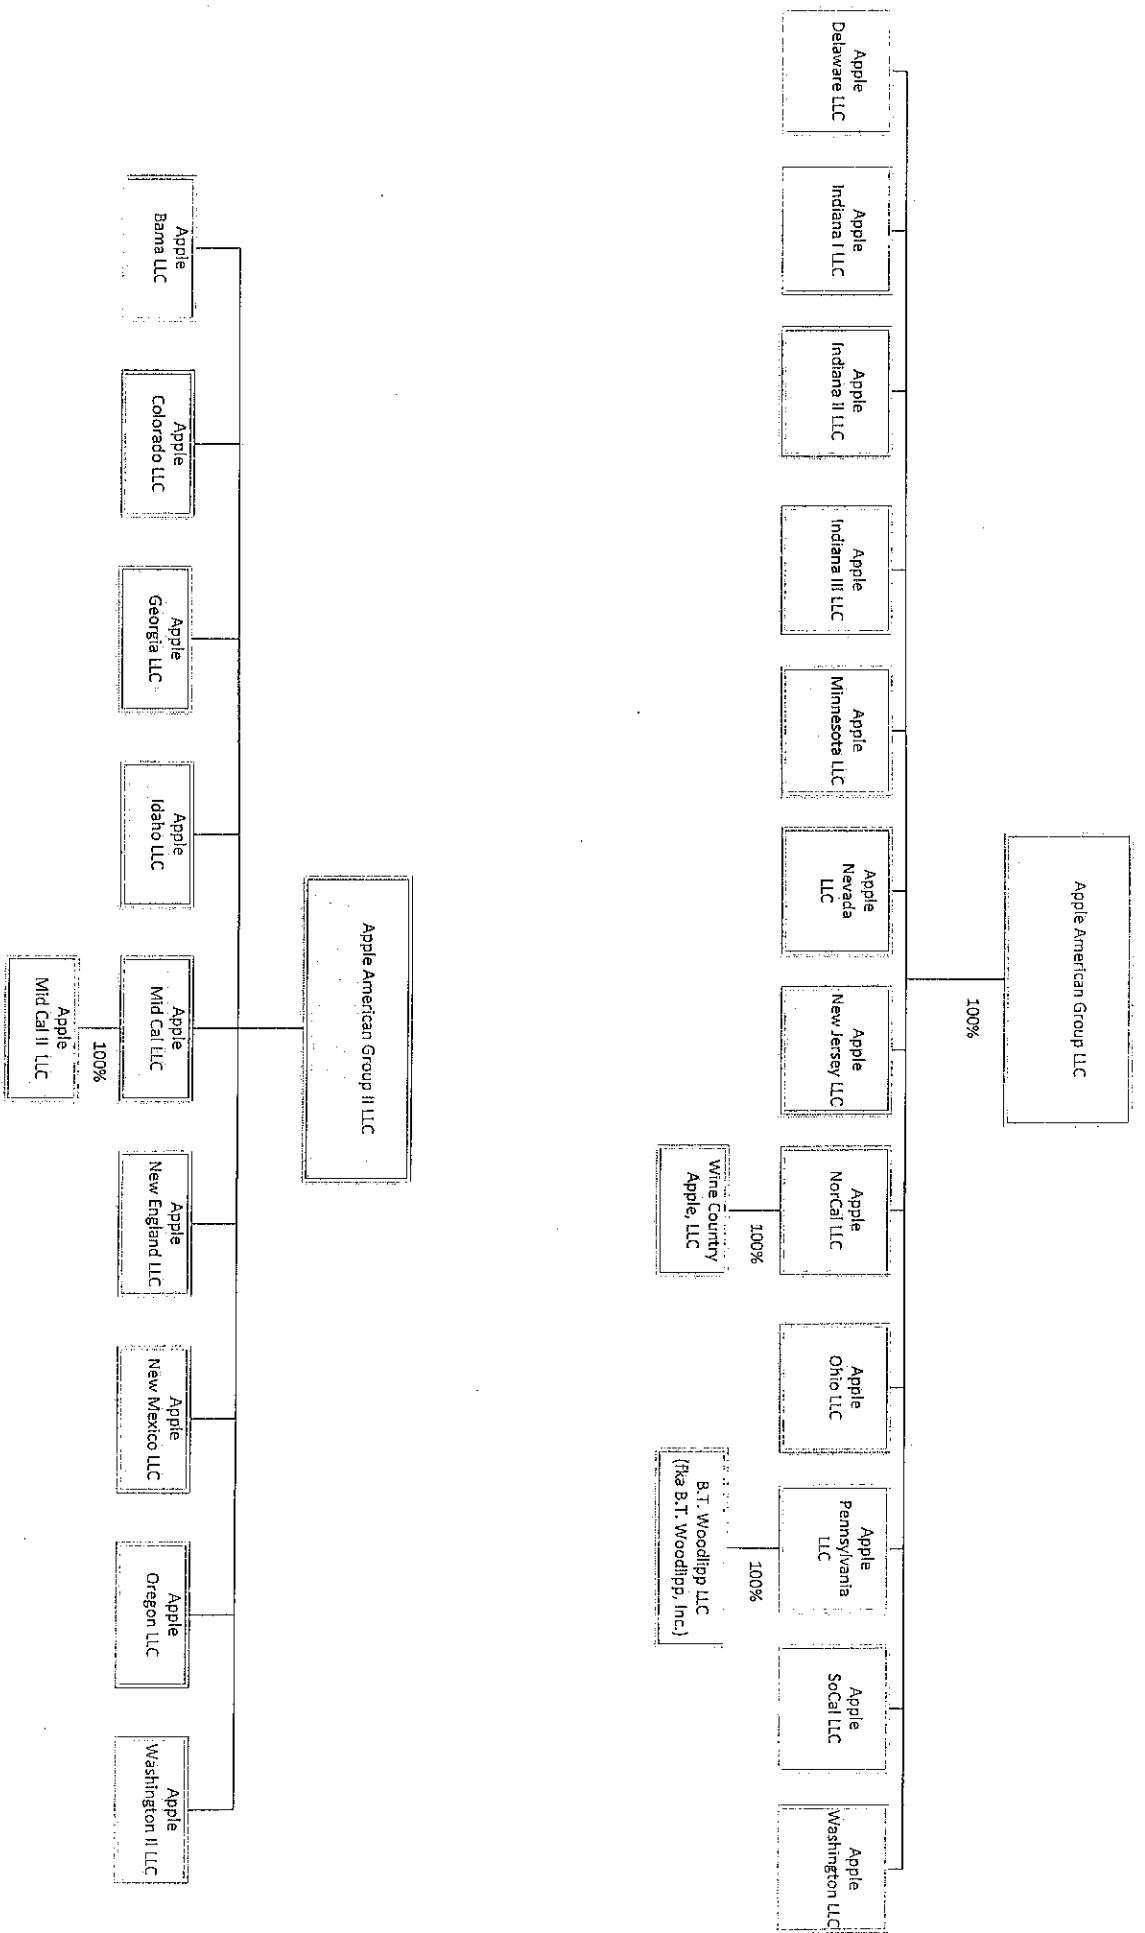 Apple American Group LLC
100%
Apple
Delaware LLC
Apple
Indiana I LLC
Apple
Indiana II LLC
Apple
Indiana III LLC
Apple
Minnesota LLC
Apple
Nevada
LLC
Apple
New Jersey LLC
Apple
NorCal LLC
Apple
Ohio LLC
Apple
Pennsylvania
LLC
Apple
SoCal LLC
Apple
Washington LLC
100%
Wine Country
Apple, LLC
100%
B.T. Woodlipp LLC
(fka B.T. Woodlipp, Inc.)
Apple American Group II LLC
Apple
Bama LLC
Apple
Colorado LLC
Apple
Georgia LLC
Apple
Idaho LLC
Apple
Mid Cal LLC
Apple
New England LLC
Apple
New Mexico LLC
Apple
Oregon LLC
Apple
Washington II LLC
100%
Apple
Mid Cal II LLC